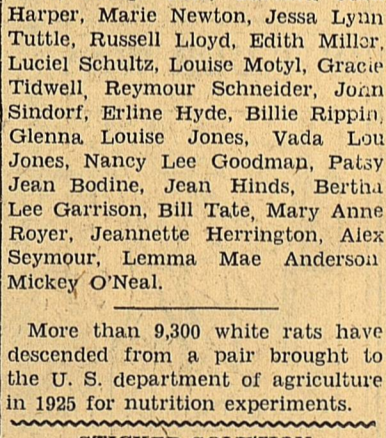 Harper, Marie Newton, Jessa Lynn
Tuttle, Russell Lloyd, Edith Miller,
Luciel Schultz, Louise Motyl, Gracie
Tidwell, Reymour Schneider, John
Sindorf, Erline Hyde, Billie Rippin,
Glenna Louise Jones, Vada Lou
Jones, Nancy Lee Goodman, Patsy
Jean Bodine, Jean Hinds, Bertha
Lee Garrison, Bill Tate, Mary Anne
Royer, Jeannette Herrington, Alex
Seymour, Lemma Mae Anderson
Mickey O'Neal.
More than 9,300 white rats have
descended from a pair brought to
the U. S. department of agriculture
in 1925 for nutrition experiments.